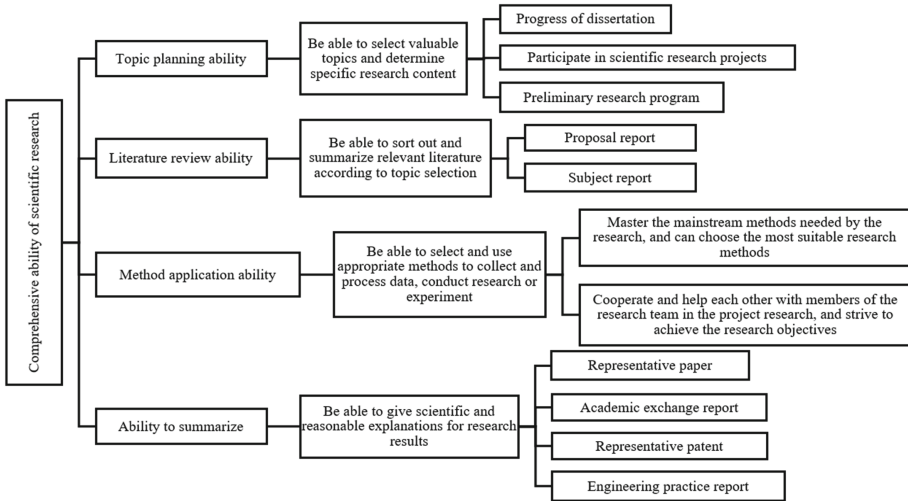 Comprehensive ability of scientific research
Topic planning ability
Be able to select valuable
topics and determine
specific research content
Progress of dissertation
Participate in scientific research projects
Preliminary research program
Literature review ability
Be able to sort out and
summarize relevant literature
according to topic selection
Proposal report
Subject report
Method application ability
Be able to select and use
appropriate methods to collect and
process data, conduct research or
experiment
Master the mainstream methods needed by the
research, and can choose the most suitable research
methods
Cooperate and help each other with members of the
research team in the project research, and strive to
achieve the research objectives
Ability to summarize
Be able to give scientific and
reasonable explanations for research
results
Representative paper
Academic exchange report
Representative patent
Engineering practice report